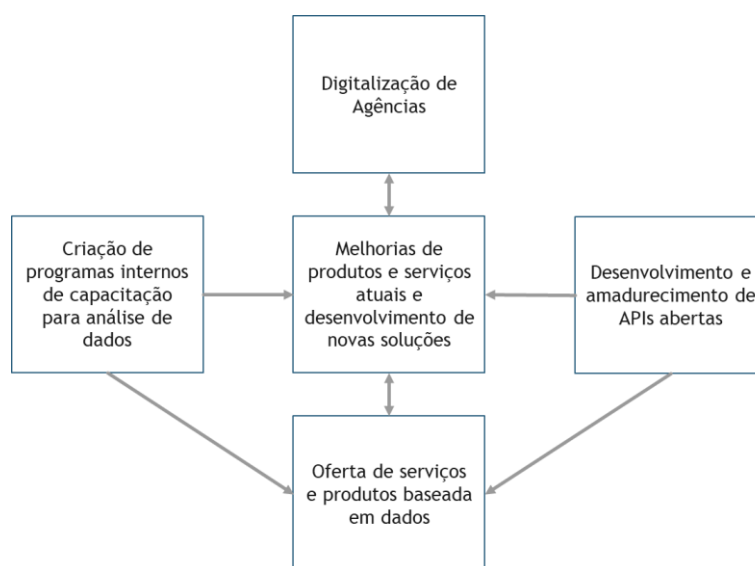 Digitalização de
Agências
Criação de
programas internos
de capacitação
para análise de
dados
Melhorias de
produtos e serviços
atuais e
desenvolvimento de
novas soluções
Desenvolvimento e
amadurecimento de
APIs abertas
Oferta de serviços
e produtos baseada
em dados